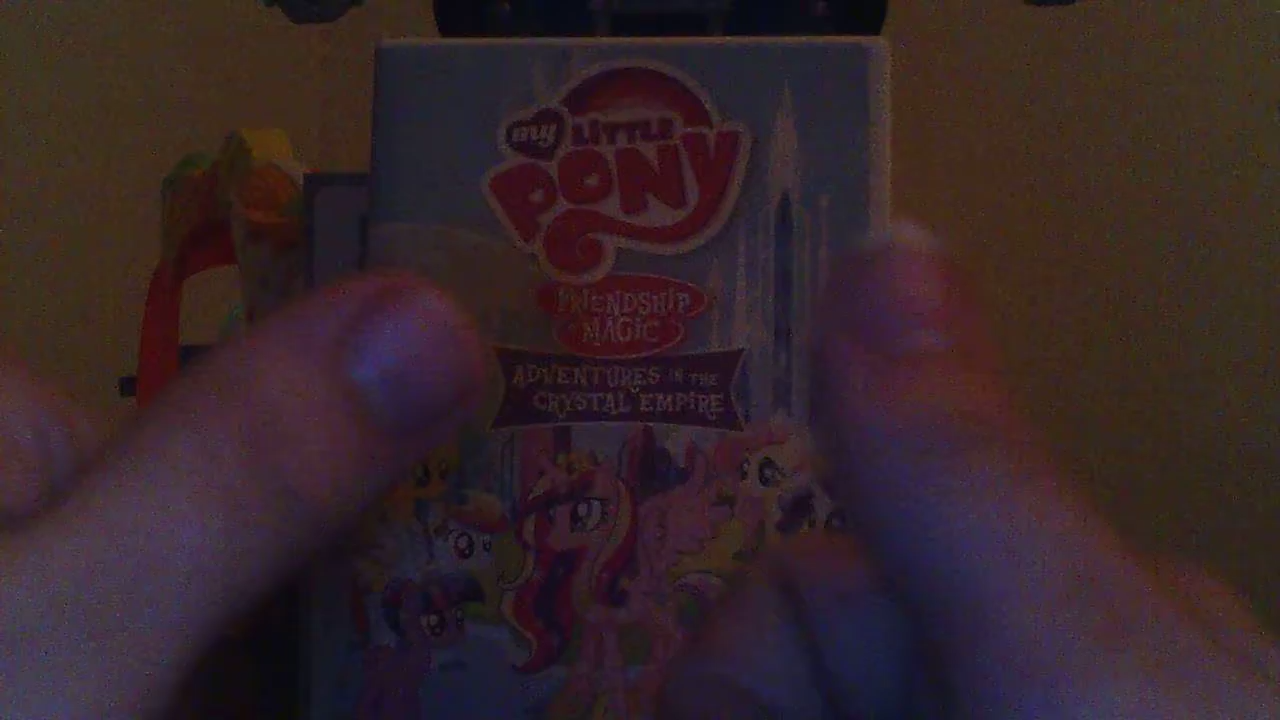 my LITTLE
PONY
FRIENDSHIP
MAGIC
ADVENTURES IN THE
CRYSTAL EMPIRE